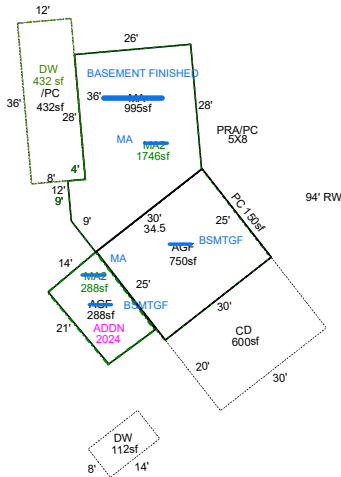 12'
26'
DW
432 sf
/PC
432sf
36'
28'
BASEMENT FINISHED
36'
MA
995sf
28'
MA
MA2
1746sf
PRA/PC
5X8
8'
4'
12'
9'
9'
30'
34.5
PC 150sf
25'
94' RW
AGF
750sf
BSMTGF
14'
MA
MA2
288sf
25'
AGF
288sf
BSMTGF
21'
ADDN
2024
30'
CD
600sf
20'
30'
DW
112sf
8'
14'